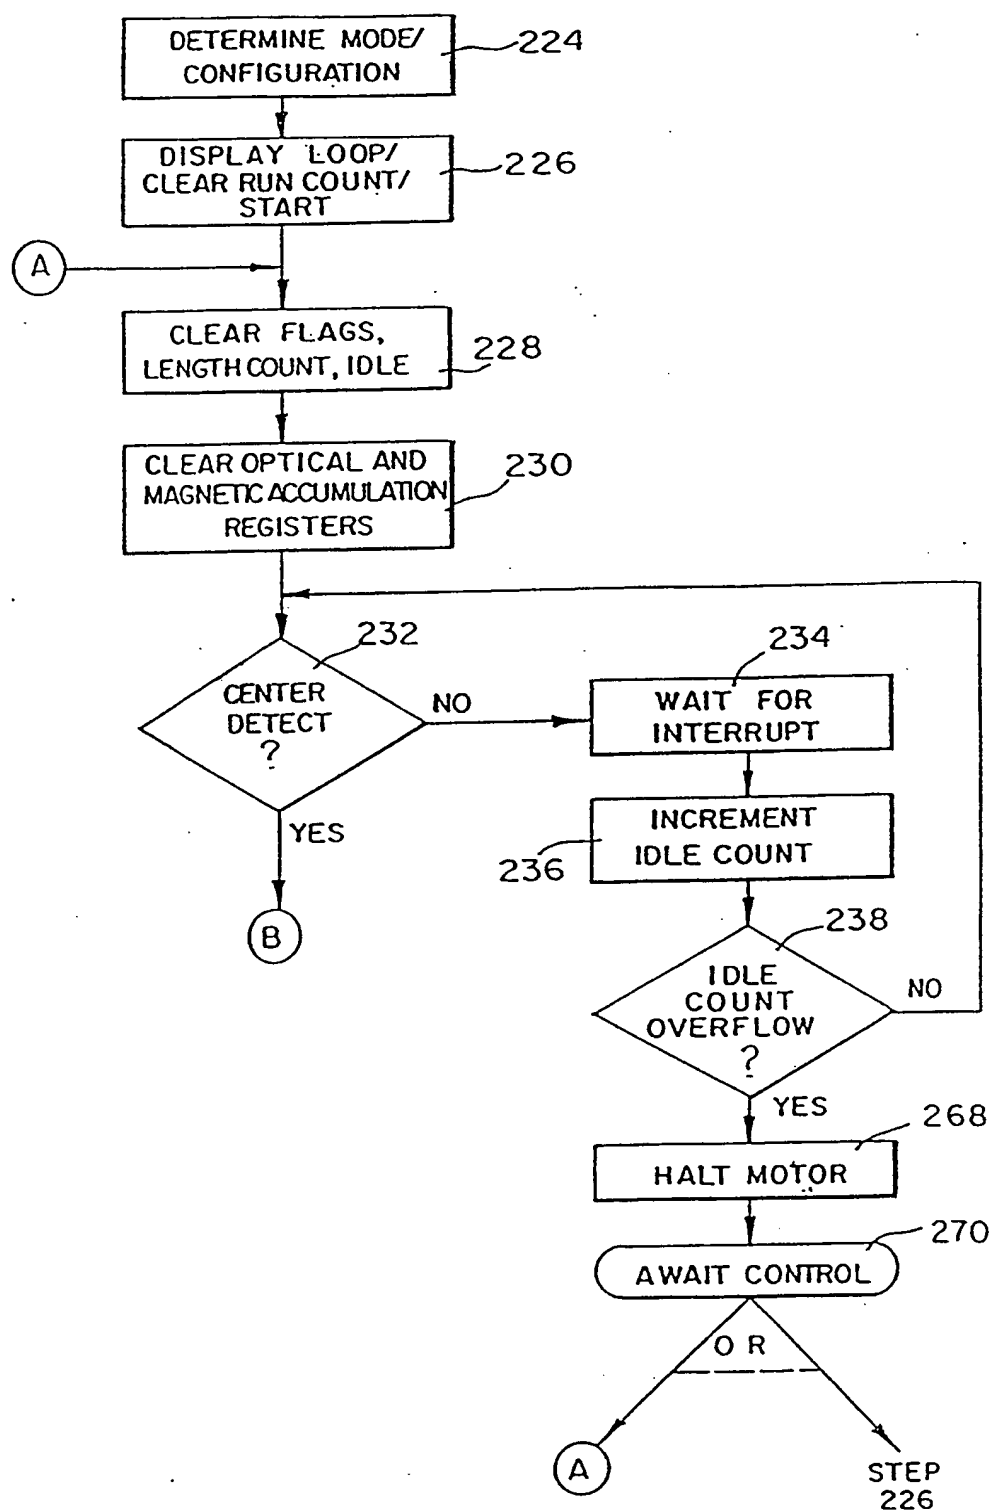 DETERMINE MODE/
CONFIGURATION
224
DISPLAY LOOP/
CLEAR RUN COUNT/
START
226
A
CLEAR FLAGS,
LENGTH COUNT, IDLE
228
CLEAR OPTICAL AND
MAGNETIC ACCUMULATION
REGISTERS
230
232
CENTER
DETECT
?
NO
YES
B
234
WAIT FOR
INTERRUPT
INCREMENT
IDLE COUNT
236
238
IDLE
COUNT
OVERFLOW
?
NO
YES
268
HALT MOTOR
270
AWAIT CONTROL
OR
A
STEP
226